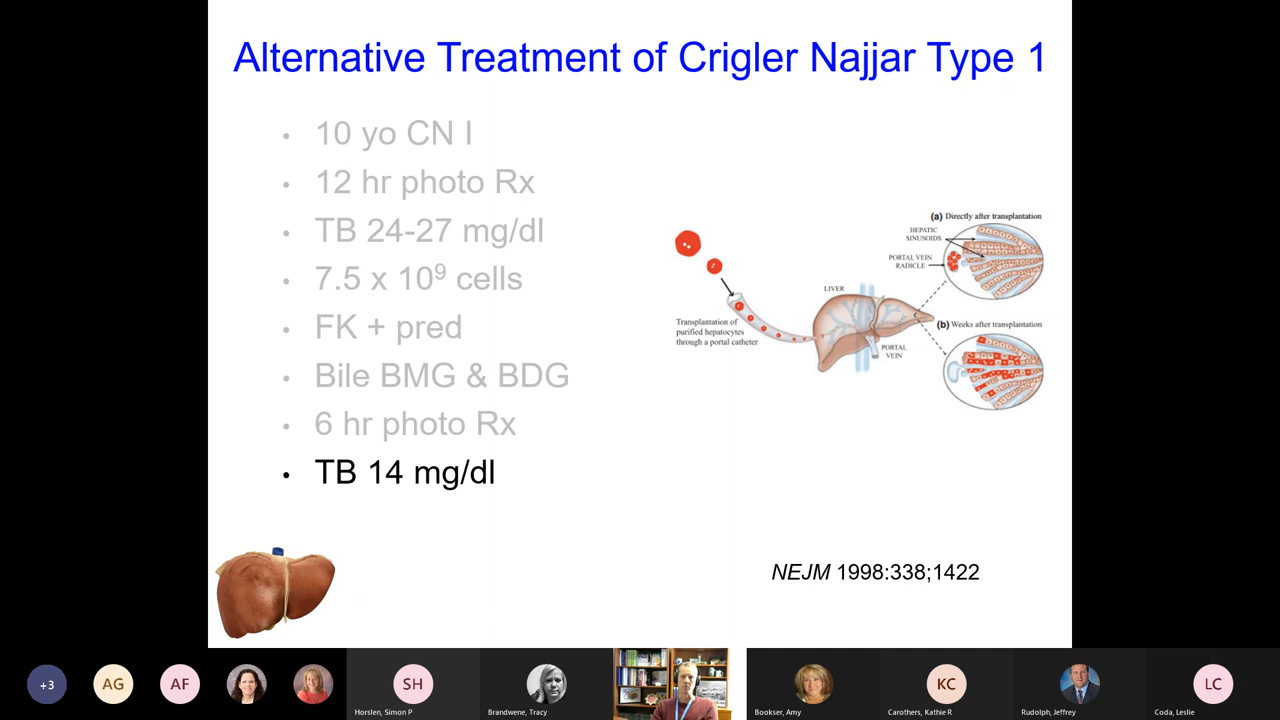 Alternative Treatment of Crigler Najjar Type 1
• 10 yo CN I
• 12 hr photo Rx
• TB 24-27 mg/dl
• 7.5 x 10⁹ cells
• FK + pred
• Bile BMG & BDG
• 6 hr photo Rx
• TB 14 mg/dl
(a) Directly after transplantation
HEPATIC
SINUSOIDS
PORTAL VEIN
RADICLE
LIVER
Transplantation of
purified hepatocytes
through a portal catheter
PORTAL
VEIN
(b) Weeks after transplantation
NEJM 1998:338;1422
+3
AG
AF
SH
Horslen, Simon P
Brandwene, Tracy
Bookser, Amy
KC
Carothers, Kathie R
Rudolph, Jeffrey
LC
Coda, Leslie